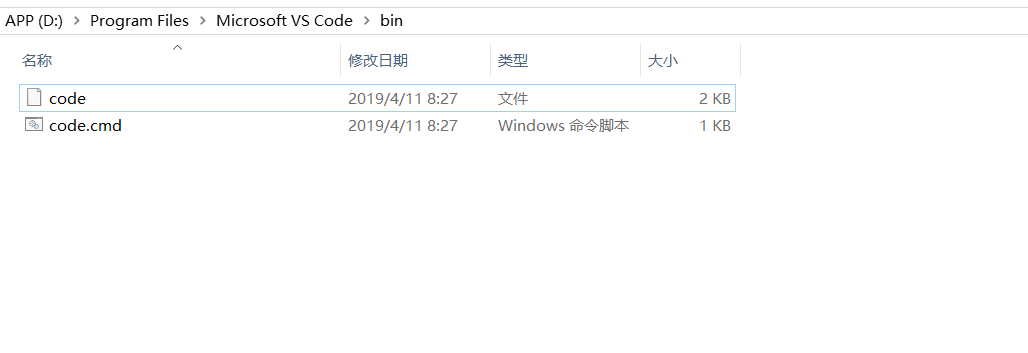 APP (D:) > Program Files > Microsoft VS Code > bin
名称 修改日期 类型 大小
code 2019/4/11 8:27 文件 2 KB
code.cmd 2019/4/11 8:27 Windows 命令脚本 1 KB